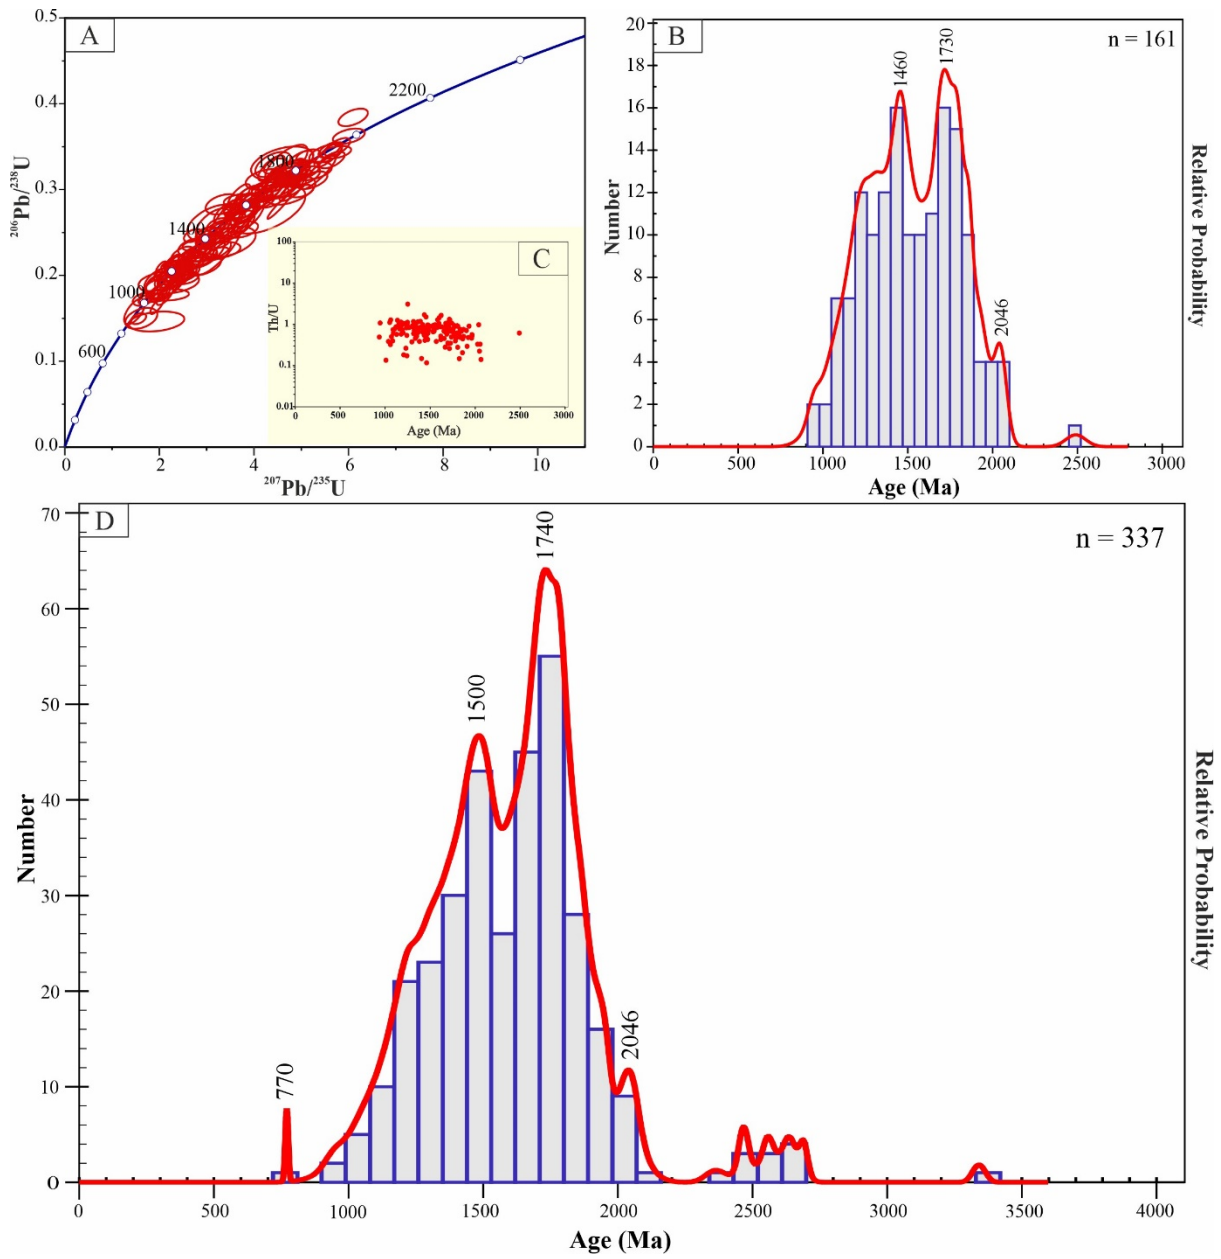 A
0.5
0.4
0.3
0.2
0.1
0.0
²⁰⁶Pb/²³⁸U
600
1000
1400
1800
2200
0 2 4 6 8 10
²⁰⁷Pb/²³⁵U
C
100
10
1
0.1
0.01
Th/U
0 500 1000 1500 2000 2500 3000
Age (Ma)
B
n = 161
20
18
16
14
12
10
8
6
4
2
0
Number
1460
1730
2046
Relative Probability
0 500 1000 1500 2000 2500 3000
Age (Ma)
D
n = 337
70
60
50
40
30
20
10
0
Number
770
1500
1740
2046
Relative Probability
0 500 1000 1500 2000 2500 3000 3500 4000
Age (Ma)